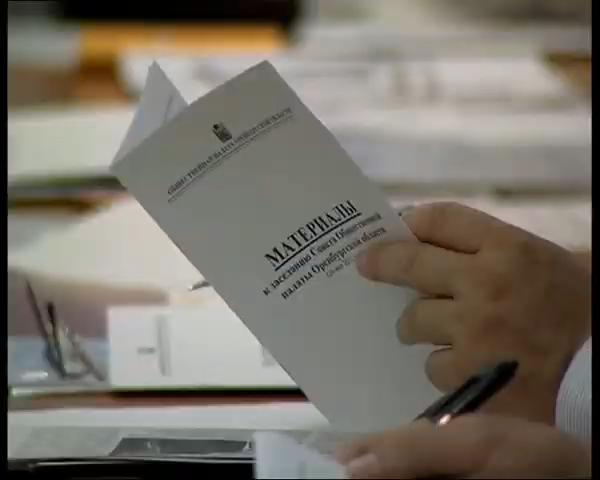 ОБЩЕСТВЕННАЯ ПАЛАТА ОРЕНБУРГСКОЙ ОБЛАСТИ
МАТЕРИАЛЫ
к заседанию Совета Общественной
палаты Оренбургской области